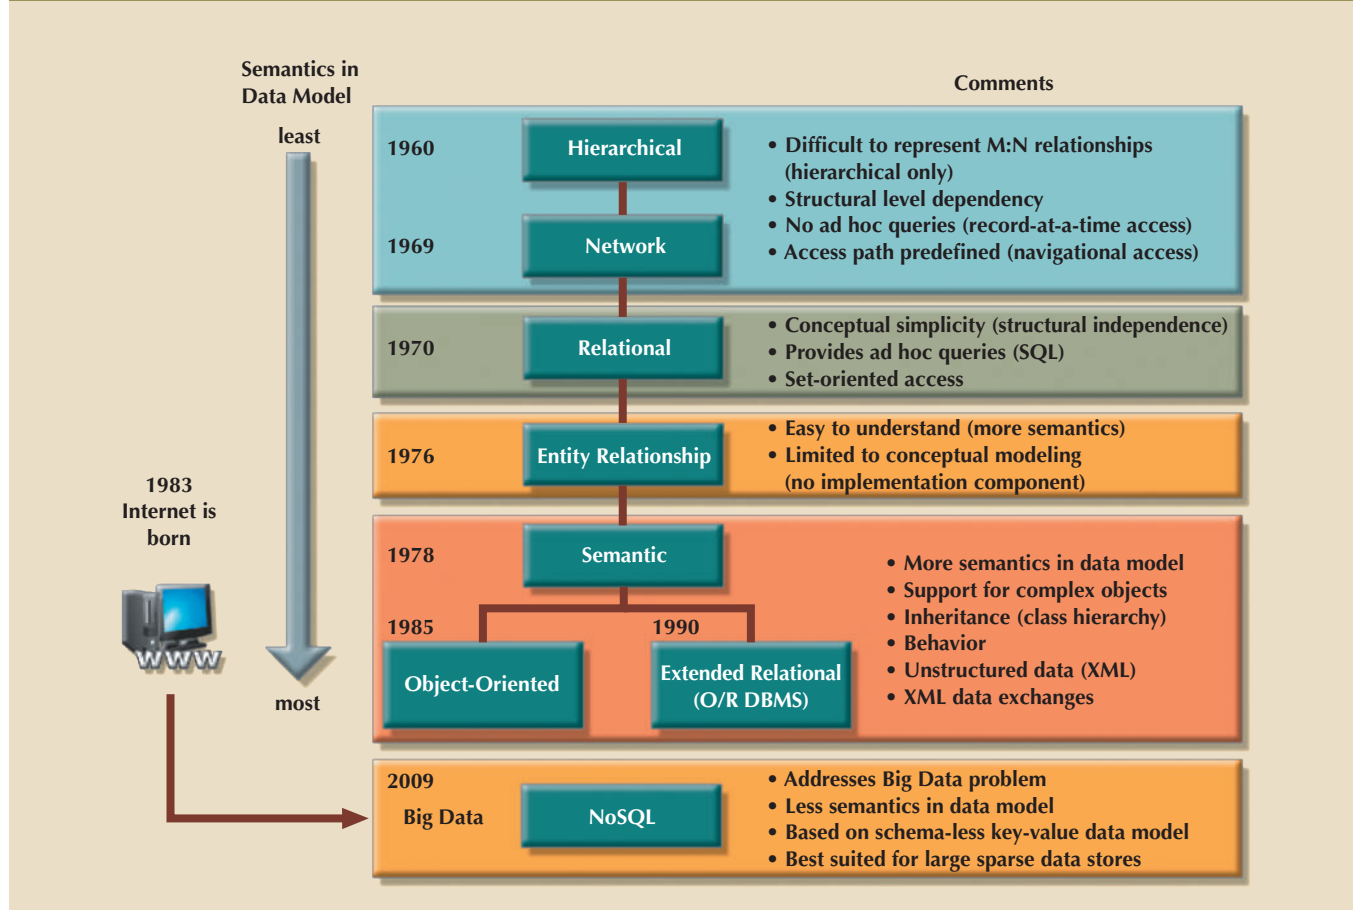 Semantics in
Data Model
least
most
Comments
1960
Hierarchical
1969
Network
• Difficult to represent M:N relationships
(hierarchical only)
• Structural level dependency
• No ad hoc queries (record-at-a-time access)
• Access path predefined (navigational access)
1970
Relational
• Conceptual simplicity (structural independence)
• Provides ad hoc queries (SQL)
• Set-oriented access
1976
Entity Relationship
• Easy to understand (more semantics)
• Limited to conceptual modeling
(no implementation component)
1983
Internet is
born
WWW
1978
Semantic
1985
Object-Oriented
1990
Extended Relational
(O/R DBMS)
• More semantics in data model
• Support for complex objects
• Inheritance (class hierarchy)
• Behavior
• Unstructured data (XML)
• XML data exchanges
2009
Big Data
NoSQL
• Addresses Big Data problem
• Less semantics in data model
• Based on schema-less key-value data model
• Best suited for large sparse data stores